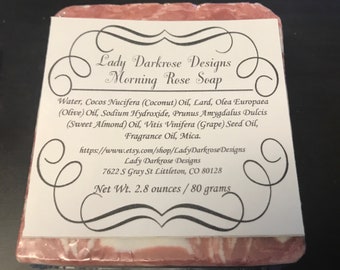 Lady Darkrose Designs
Morning Rose Soap
Water, Cocos Nucifera (Coconut) Oil, Lard, Olea Europaea
(Olive) Oil, Sodium Hydroxide, Prunus Amygdalus Dulcis
(Sweet Almond) Oil, Vitis Vinifera (Grape) Seed Oil,
Fragrance Oil, Mica.
https://www.etsy.com/shop/LadyDarkroseDesigns
Lady Darkrose Designs
7622 S Gray St Littleton, CO 80128
Net Wt. 2.8 ounces / 80 grams